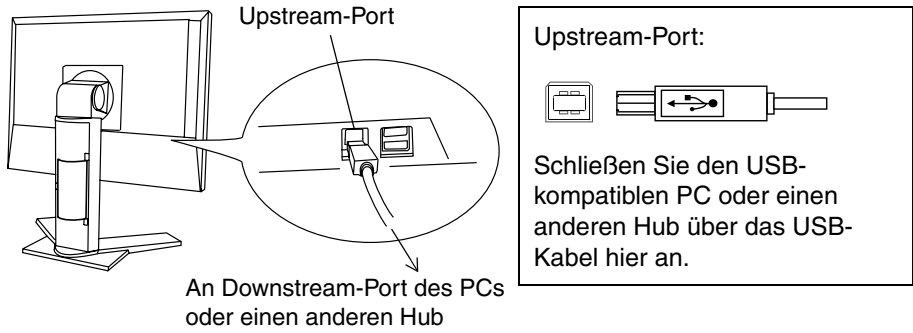 Upstream-Port
An Downstream-Port des PCs
oder einen anderen Hub
Upstream-Port:
Schließen Sie den USB-
kompatiblen PC oder einen
anderen Hub über das USB-
Kabel hier an.